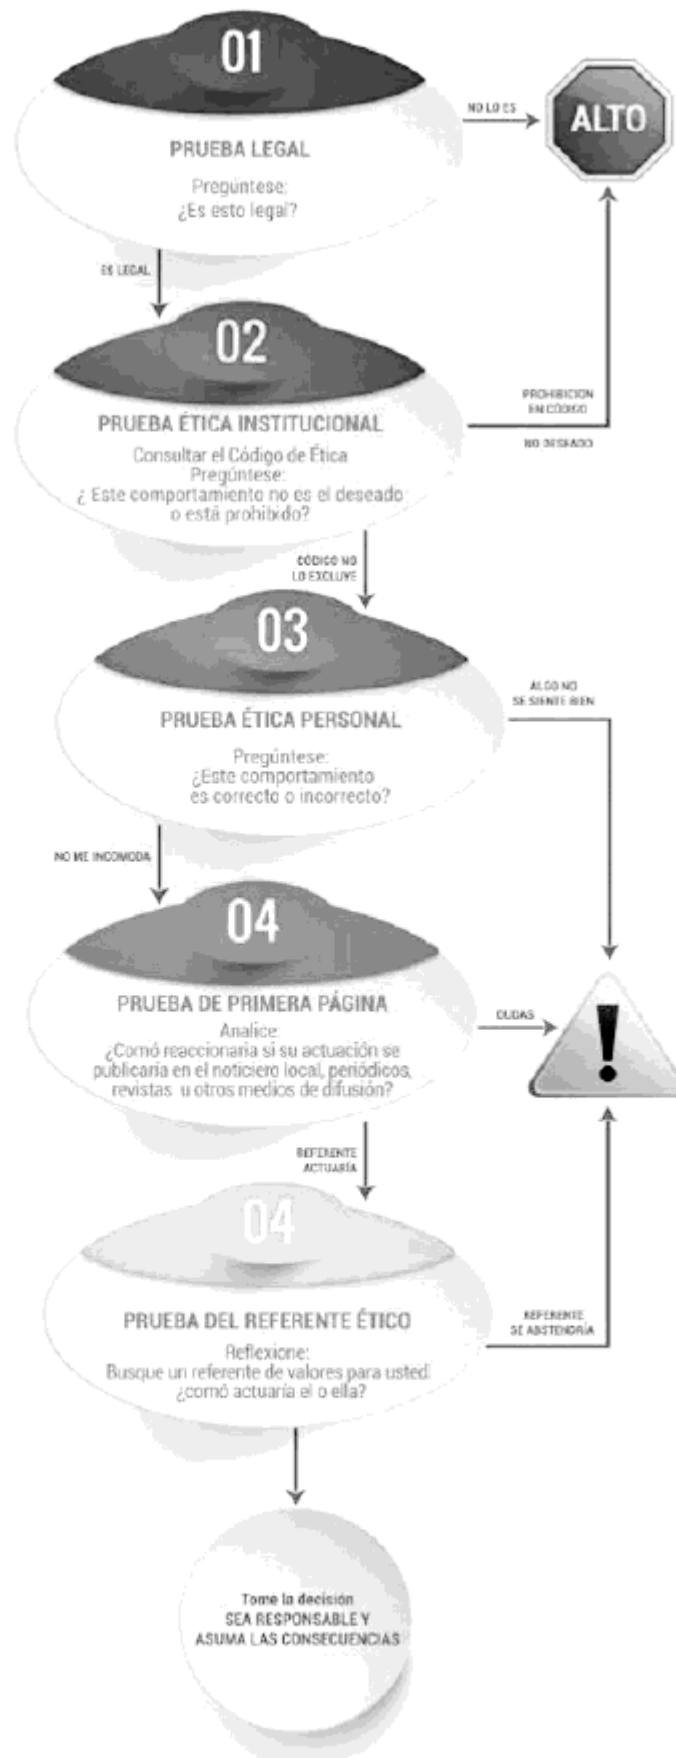 01
NO LO ES
ALTO
PRUEBA LEGAL
Pregúntese:
¿Es esto legal?
ES LEGAL
02
PROHIBICION
EN CÓDIGO
NO DESEADO
PRUEBA ÉTICA INSTITUCIONAL
Consultar el Código de Ética
Pregúntese:
¿ Este comportamiento no es el deseado
o está prohibido?
CÓDIGO NO
LO EXCLUYE
03
ALGO NO
SE SIENTE BIEN
PRUEBA ÉTICA PERSONAL
Pregúntese:
¿Este comportamiento
es correcto o incorrecto?
NO ME INCOMODA
04
PRUEBA DE PRIMERA PÁGINA
DUDAS
Analice:
¿Comó reaccionaria si su actuación se
publicaría en el noticiero local, periódicos,
revistas u otros medios de difusión?
!
REFERENTE
ACTUARÍA
04
PRUEBA DEL REFERENTE ÉTICO
REFERENTE
SE ABSTENDRÍA
Reflexione:
Busque un referente de valores para usted
¿comó actuaría el o ella?
Tome la decisión
SEA RESPONSABLE Y
ASUMA LAS CONSECUENCIAS